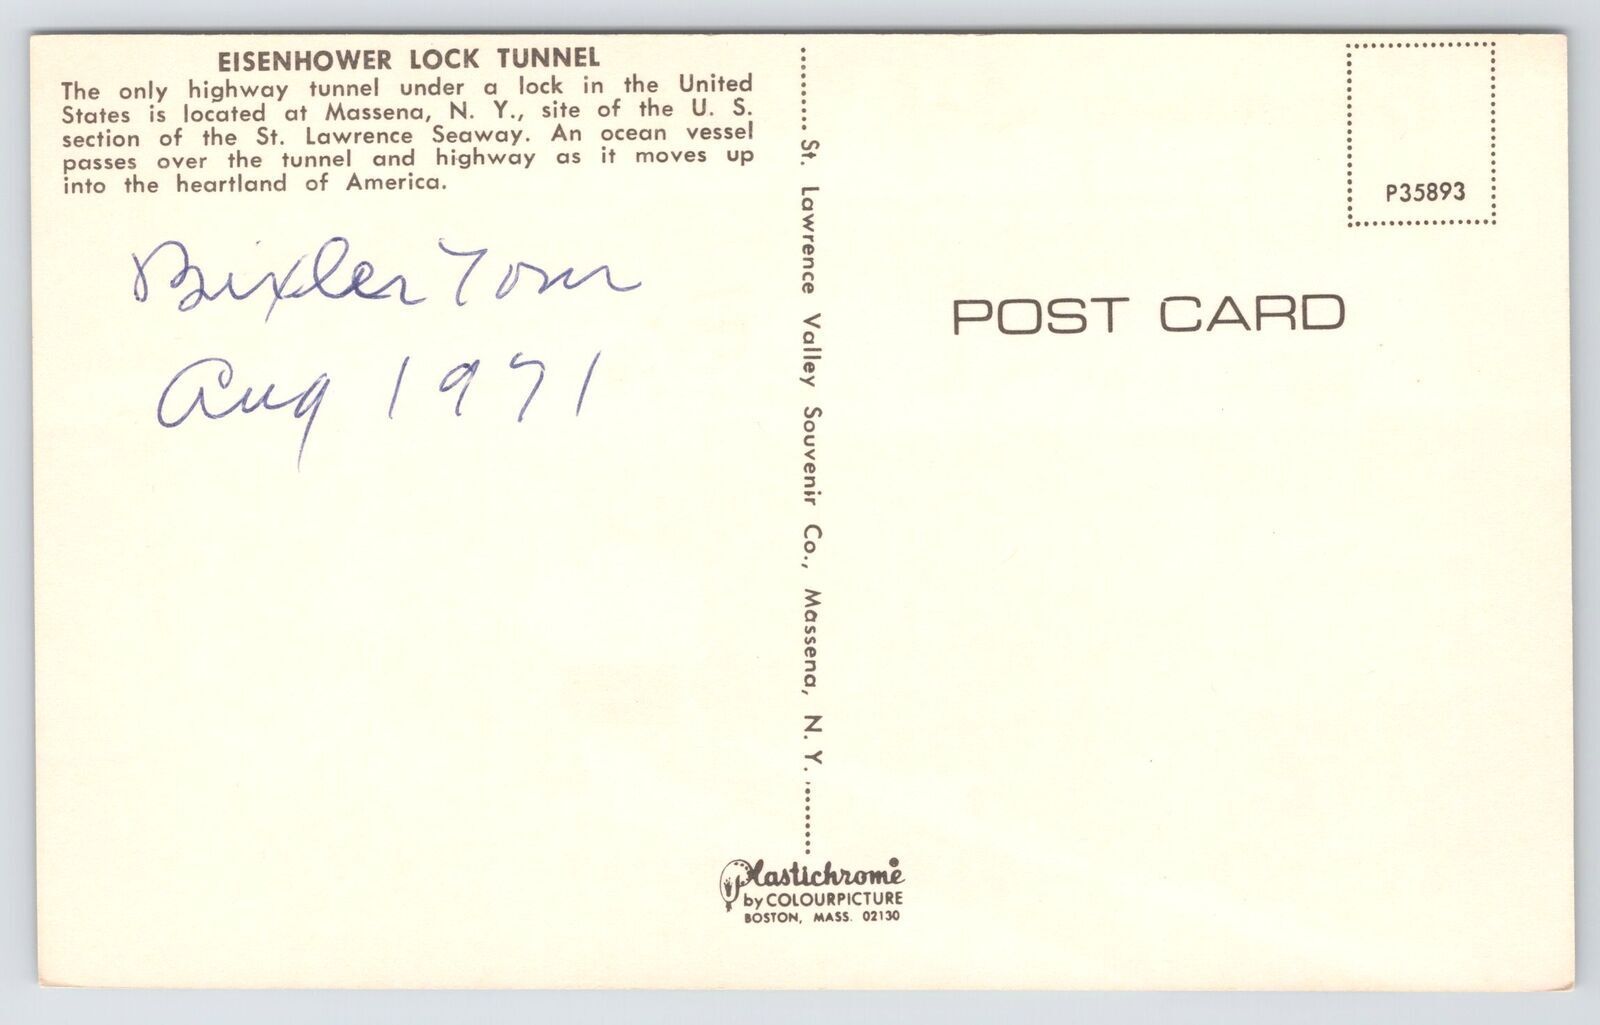 EISENHOWER LOCK TUNNEL
The only highway tunnel under a lock in the United
States is located at Massena, N. Y., site of the U. S.
section of the St. Lawrence Seaway. An ocean vessel
passes over the tunnel and highway as it moves up
into the heartland of America.
Bixler Tour
Aug 1971
St. Lawrence Valley Souvenir Co., Massena, N. Y.
P35893
POST CARD
Plastichrome
by COLOURPICTURE
BOSTON, MASS. 02130